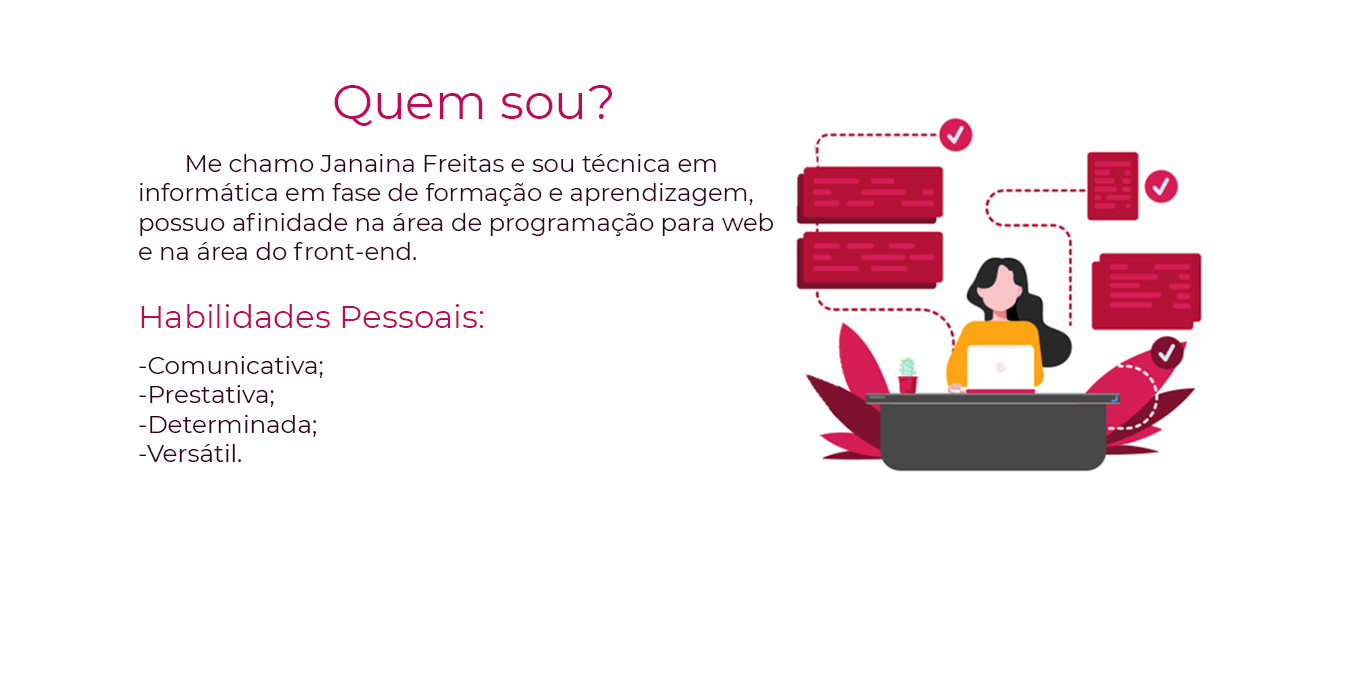 Quem sou?
Me chamo Janaina Freitas e sou técnica em
informática em fase de formação e aprendizagem,
possuo afinidade na área de programação para web
e na área do front-end.
Habilidades Pessoais:
-Comunicativa;
-Prestativa;
-Determinada;
-Versátil.